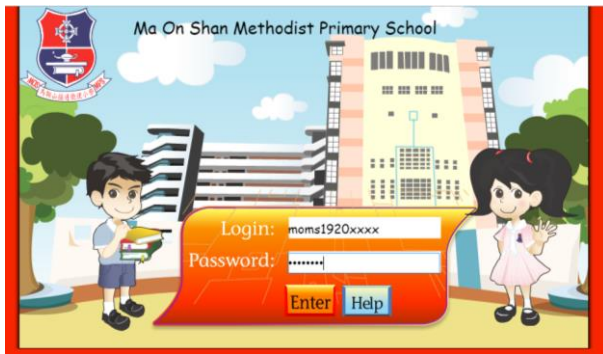 Ma On Shan Methodist Primary School
Login: moms1920xxxx
Password: ••••••••
Enter Help